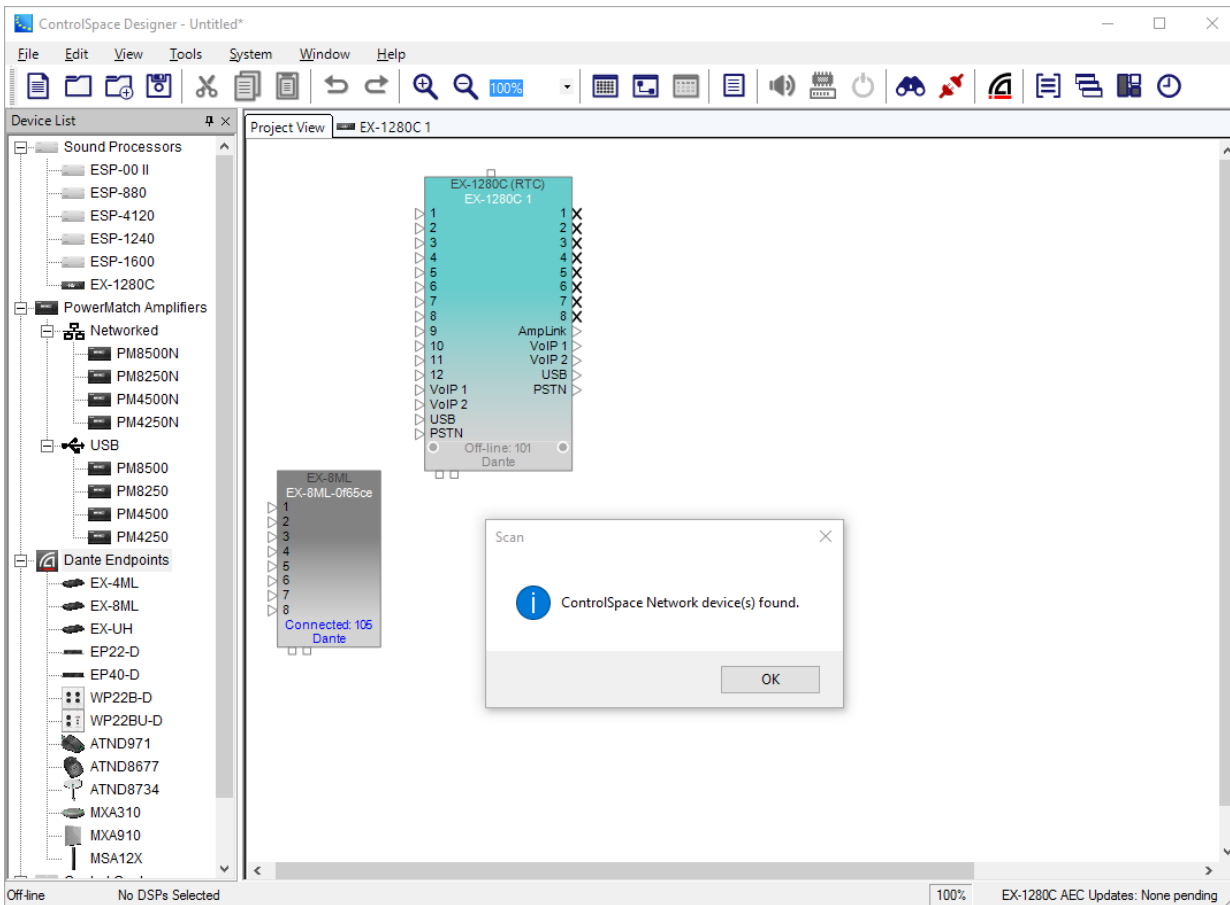 ControlSpace Designer - Untitled*
File Edit View Tools System Window Help
100%
Device List
Sound Processors
ESP-00 II
ESP-880
ESP-4120
ESP-1240
ESP-1600
EX-1280C
PowerMatch Amplifiers
Networked
PM8500N
PM8250N
PM4500N
PM4250N
USB
PM8500
PM8250
PM4500
PM4250
Dante Endpoints
EX-4ML
EX-8ML
EX-UH
EP22-D
EP40-D
WP22B-D
WP22BU-D
ATND971
ATND8677
ATND8734
MXA310
MXA910
MSA12X
Project View EX-1280C 1
EX-1280C (RTC)
EX-1280C 1
1 1
2 2
3 3
4 4
5 5
6 6
7 7
8 8
9 AmpLink
10 VoIP 1
11 VoIP 2
12 USB
VoIP 1 PSTN
VoIP 2
USB
PSTN
Off-line: 101
Dante
EX-8ML
EX-8ML-0f65ce
1
2
3
4
5
6
7
8
Connected: 105
Dante
Scan
ControlSpace Network device(s) found.
OK
Off-line No DSPs Selected 100% EX-1280C AEC Updates: None pending